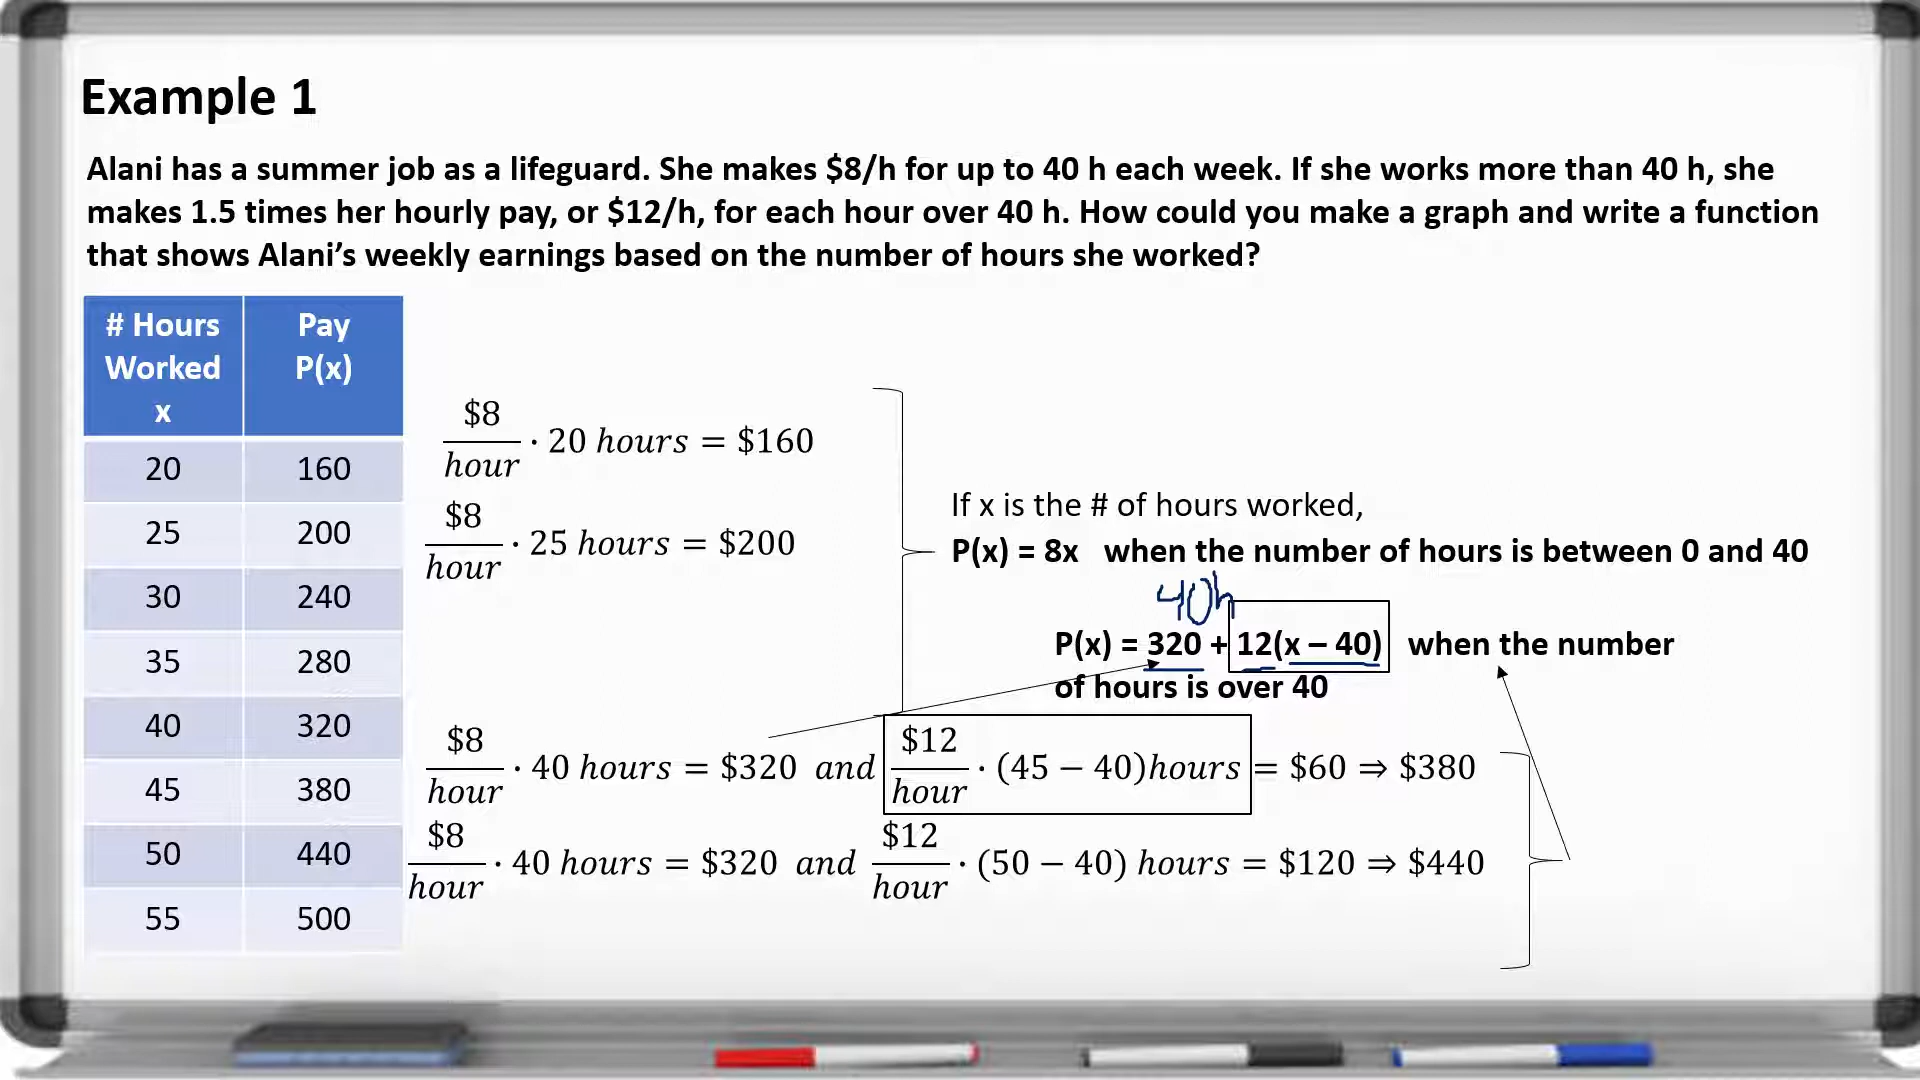 Example 1
Alani has a summer job as a lifeguard. She makes $8/h for up to 40 h each week. If she works more than 40 h, she
makes 1.5 times her hourly pay, or $12/h, for each hour over 40 h. How could you make a graph and write a function
that shows Alani’s weekly earnings based on the number of hours she worked?
# Hours Worked x | Pay P(x)
20 | 160
25 | 200
30 | 240
35 | 280
40 | 320
45 | 380
50 | 440
55 | 500
$8/hour · 20 hours = $160
$8/hour · 25 hours = $200
If x is the # of hours worked,
P(x) = 8x when the number of hours is between 0 and 40
40h
P(x) = 320 + 12(x – 40) when the number
of hours is over 40
$8/hour · 40 hours = $320 and $12/hour · (45 − 40)hours = $60 ⇒ $380
$8/hour · 40 hours = $320 and $12/hour · (50 − 40) hours = $120 ⇒ $440